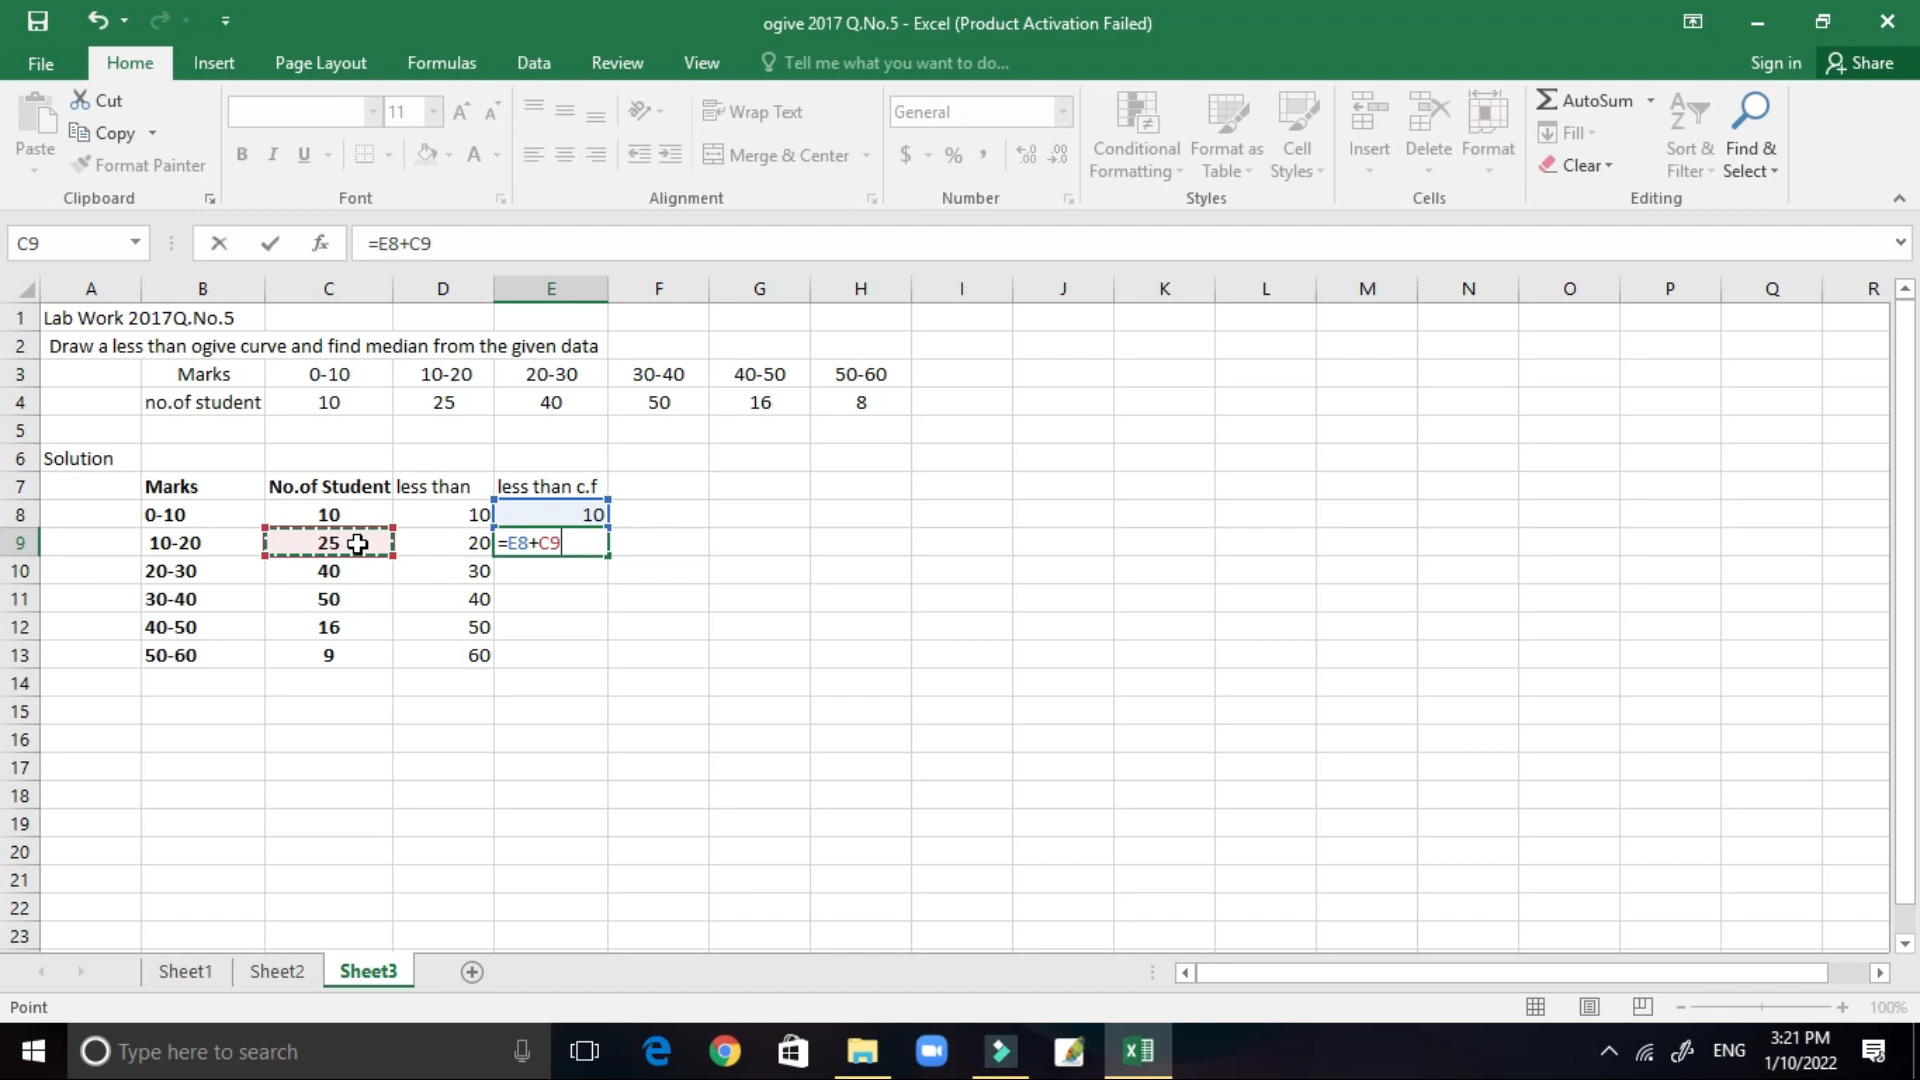 ogive 2017 Q.No.5 - Excel (Product Activation Failed)
File Home Insert Page Layout Formulas Data Review View Tell me what you want to do... Sign in Share
Paste Cut Copy Format Painter Clipboard
11 B I U A Font
Wrap Text Merge & Center Alignment
General $ % , Number
Conditional Formatting Format as Table Cell Styles Styles
Insert Delete Format Cells
AutoSum Fill Clear Sort & Filter Find & Select Editing
C9 fx =E8+C9
A B C D E F G H I J K L M N O P Q R
1 Lab Work 2017Q.No.5
2 Draw a less than ogive curve and find median from the given data
3 Marks 0-10 10-20 20-30 30-40 40-50 50-60
4 no.of student 10 25 40 50 16 8
5
6 Solution
7 Marks No.of Student less than less than c.f
8 0-10 10 10 10
9 10-20 25 20 =E8+C9
10 20-30 40 30
11 30-40 50 40
12 40-50 16 50
13 50-60 9 60
14
15
16
17
18
19
20
21
22
23
Sheet1 Sheet2 Sheet3
Point 100%
Type here to search ENG 3:21 PM
1/10/2022